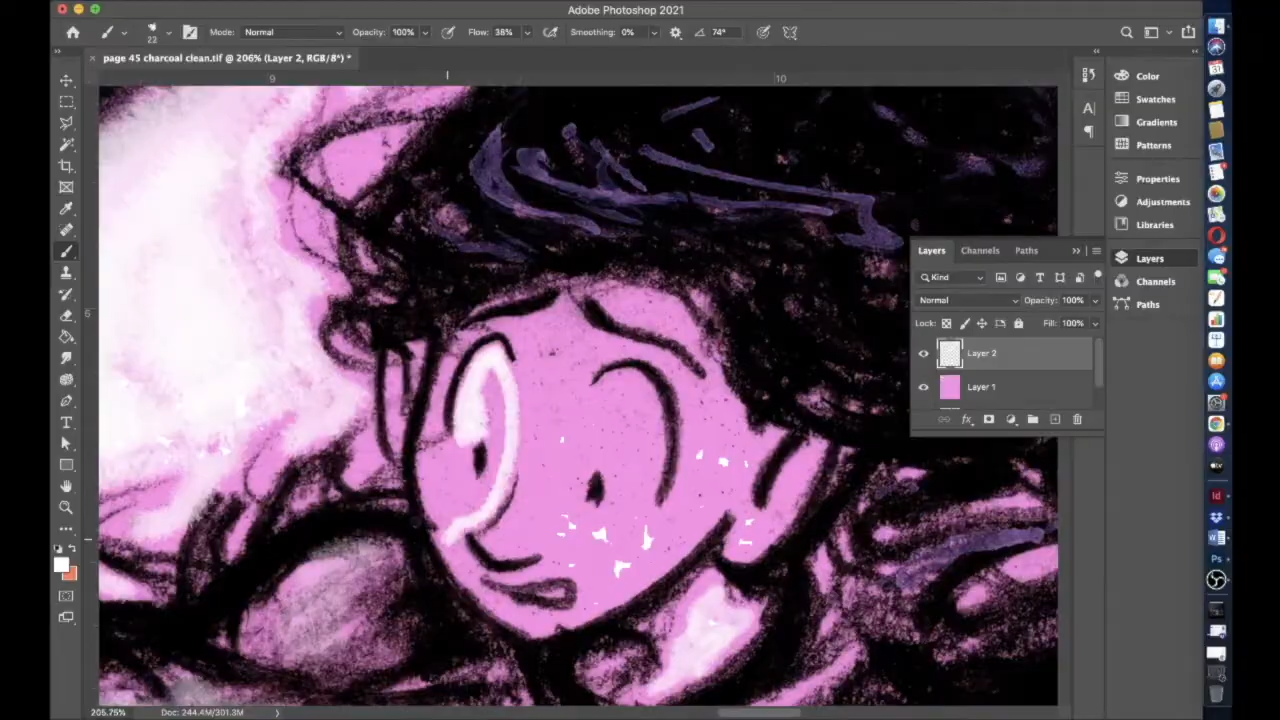 Adobe Photoshop 2021
22 Mode: Normal Opacity: 100% Flow: 38% Smoothing: 0% 74°
page 45 charcoal clean.tif @ 206% (Layer 2, RGB/8*) *
9 10
Color
Swatches
Gradients
Patterns
Properties
Adjustments
Libraries
Layers
Channels
Paths
Layers Channels Paths
Kind
Normal Opacity: 100%
Lock: Fill: 100%
Layer 2
Layer 1
fx
205.75% Doc: 244.4M/301.3M